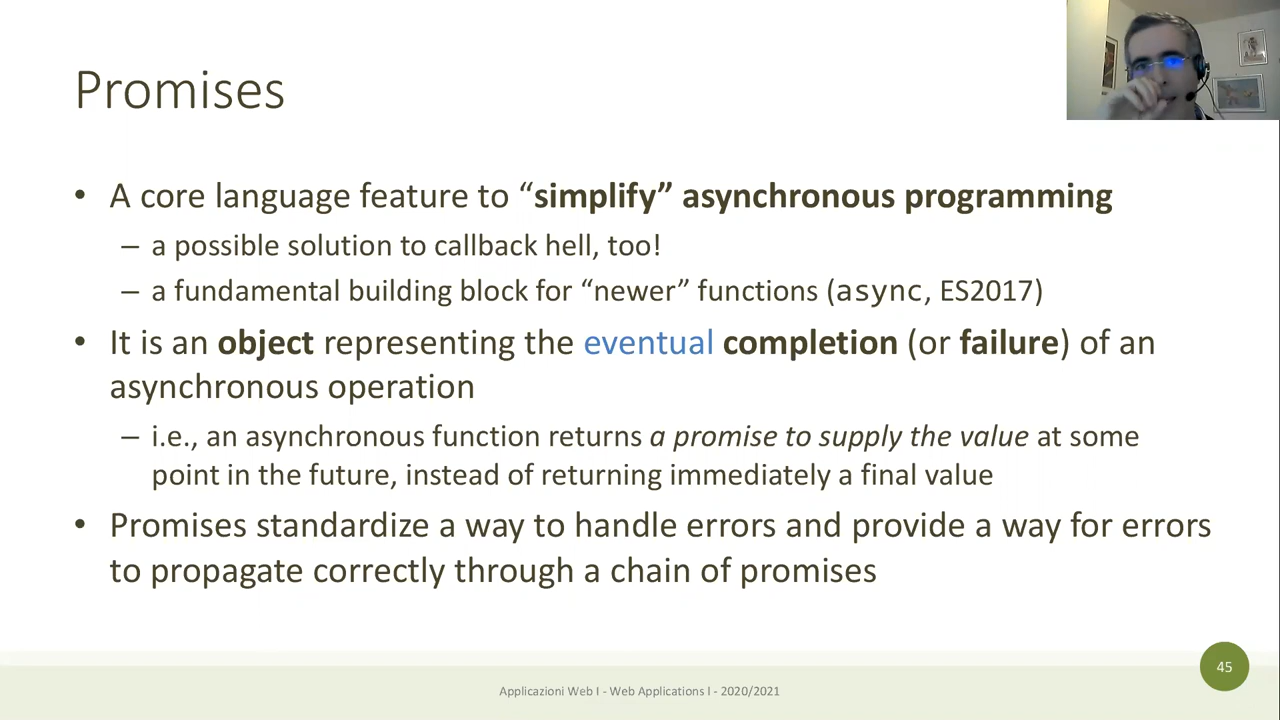 Promises
• A core language feature to “simplify” asynchronous programming
– a possible solution to callback hell, too!
– a fundamental building block for “newer” functions (async, ES2017)
• It is an object representing the eventual completion (or failure) of an
asynchronous operation
– i.e., an asynchronous function returns a promise to supply the value at some
point in the future, instead of returning immediately a final value
• Promises standardize a way to handle errors and provide a way for errors
to propagate correctly through a chain of promises
45
Applicazioni Web I - Web Applications I - 2020/2021